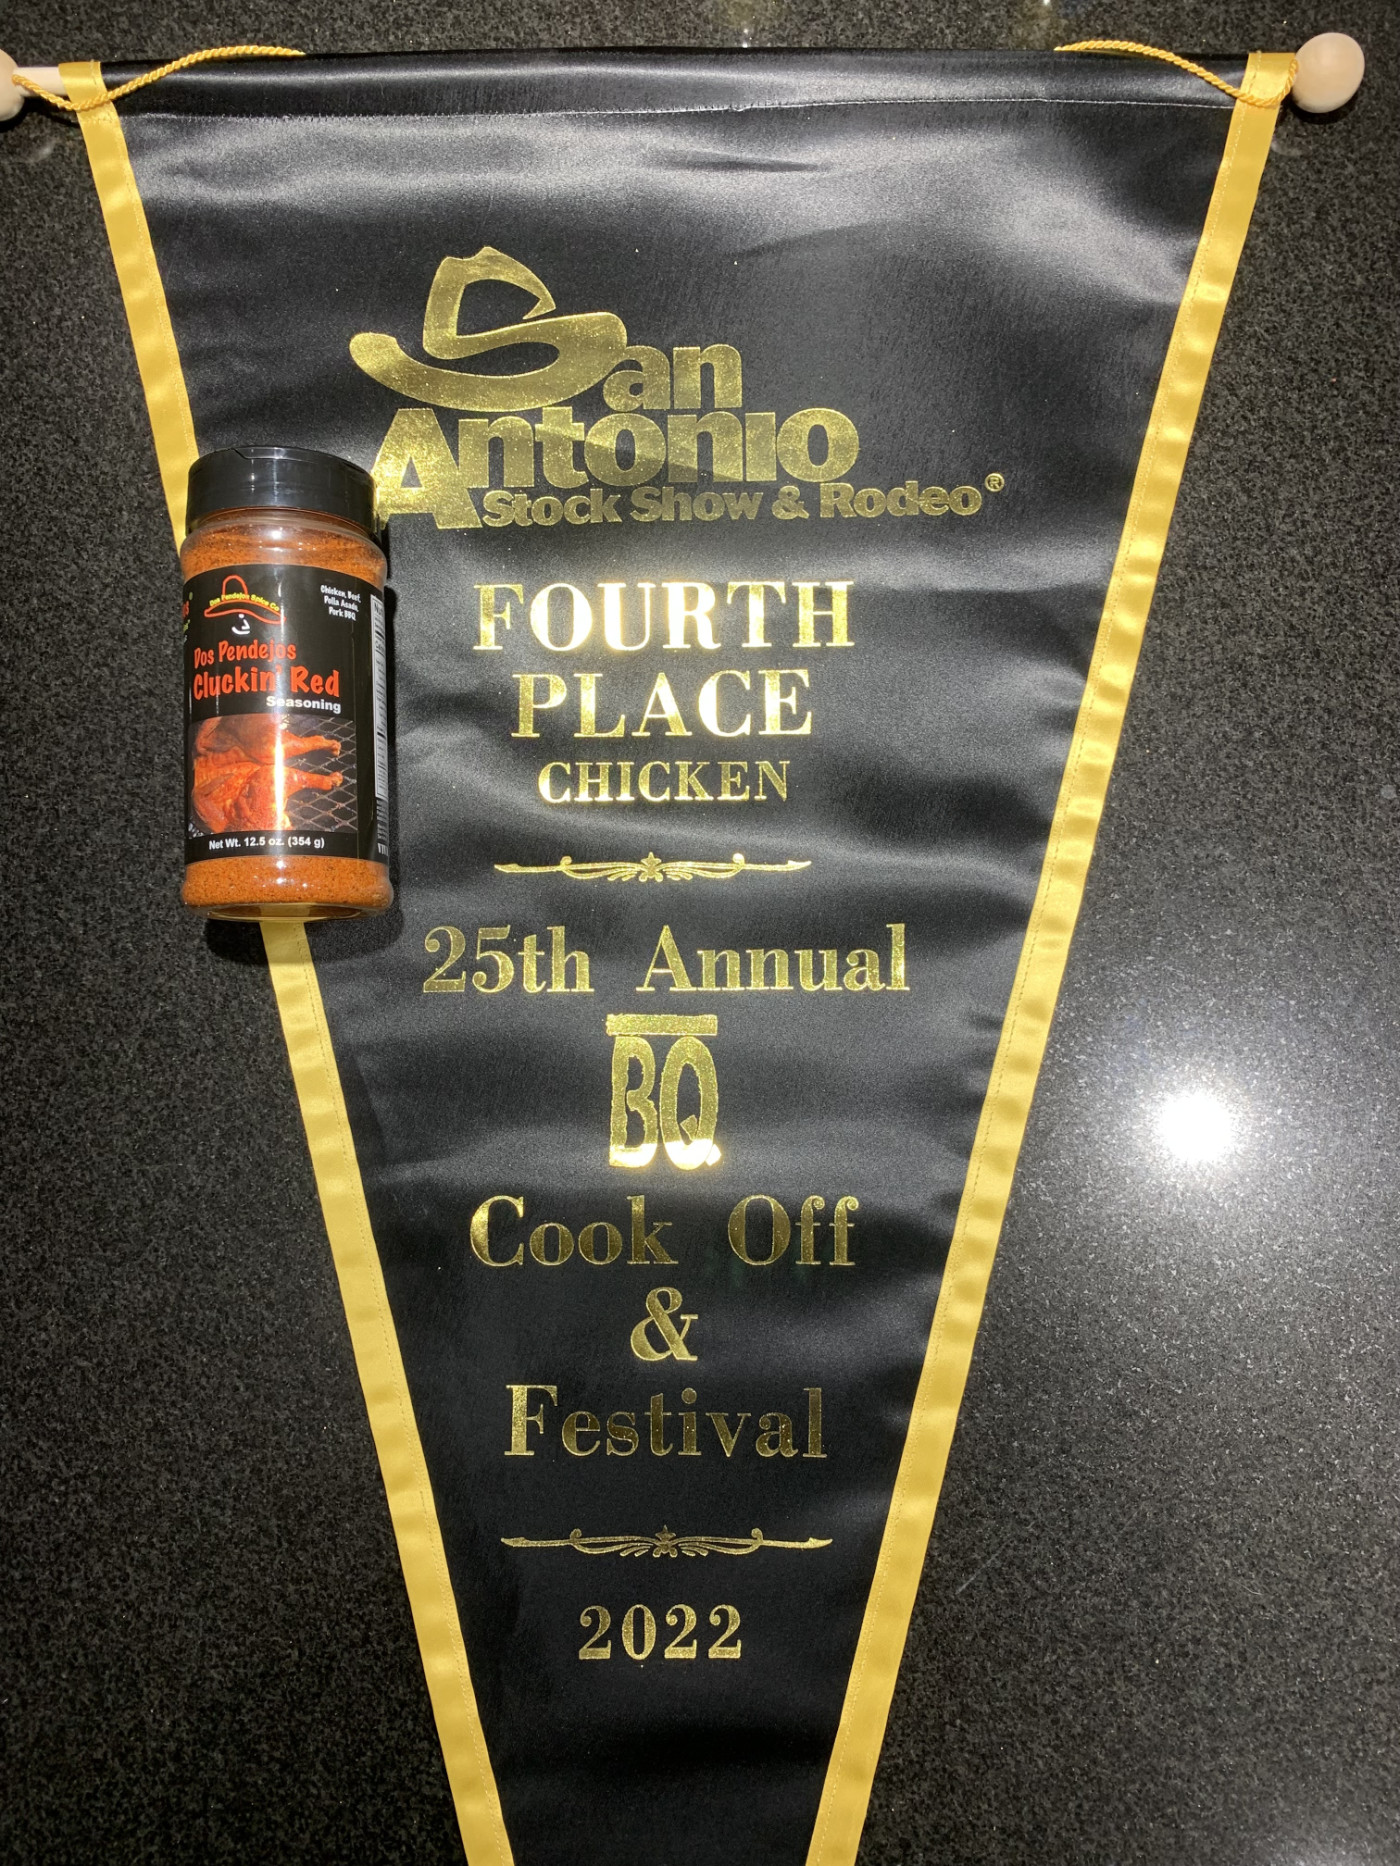 San
Antonio
Stock Show & Rodeo®
FOURTH
PLACE
CHICKEN
25th Annual
BQ
Cook Off
&
Festival
2022
Dos Pendejos Spice Co
Chicken, Beef,
Pork BBQ
Dos Pendejos
Cluckin' Red
Seasoning
Net Wt. 12.5 oz. (354 g)